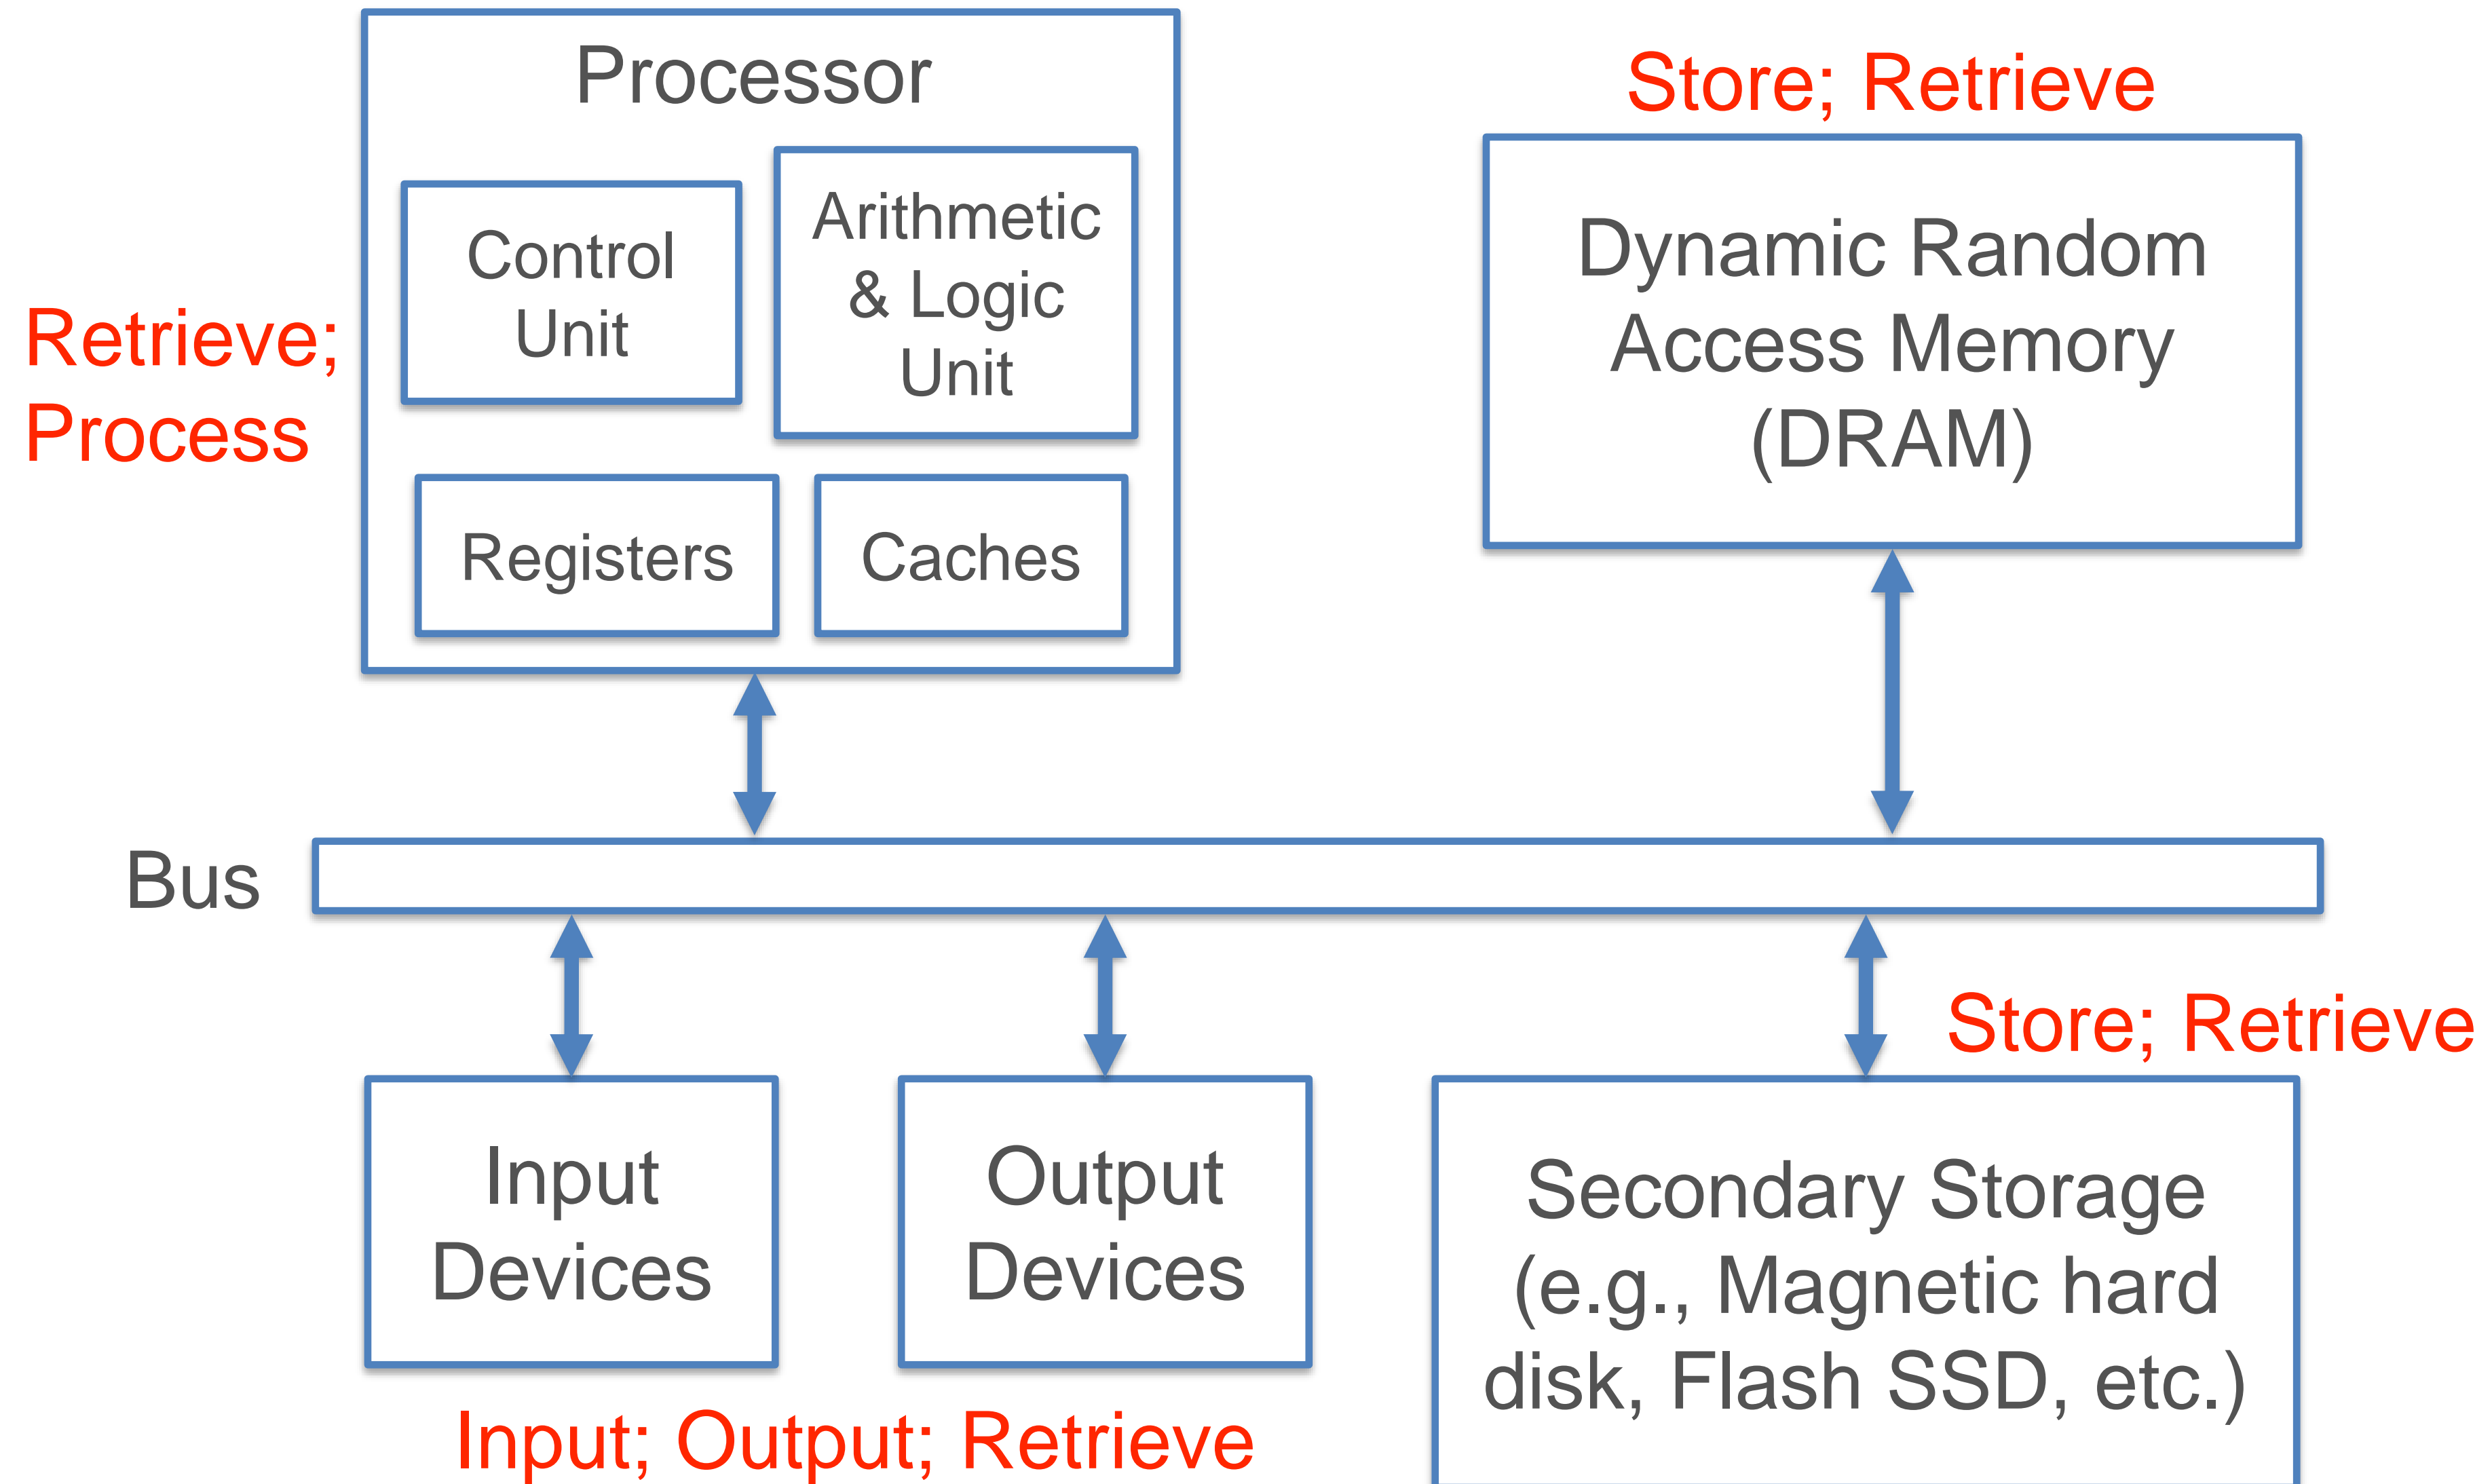 Processor
Control
Unit
Arithmetic
& Logic
Unit
Registers
Caches
Retrieve;
Process
Store; Retrieve
Dynamic Random
Access Memory
(DRAM)
Bus
Input
Devices
Output
Devices
Input; Output; Retrieve
Store; Retrieve
Secondary Storage
(e.g., Magnetic hard
disk, Flash SSD, etc.)